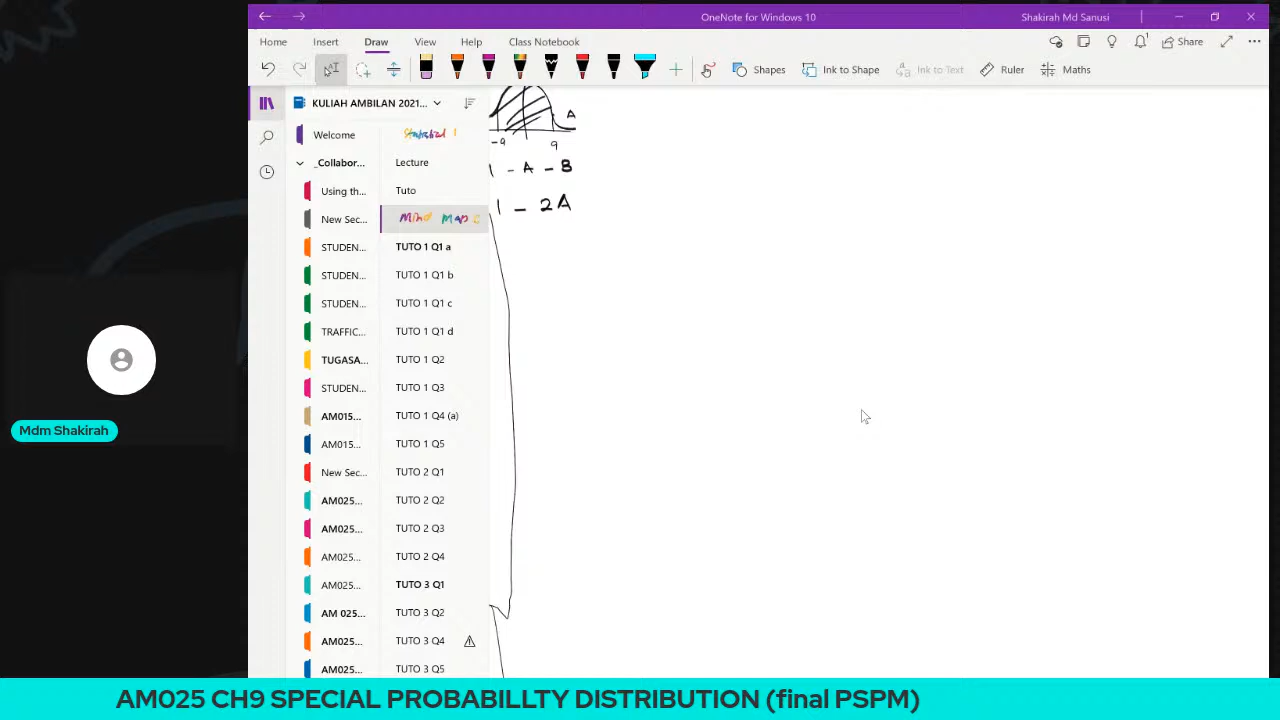 OneNote for Windows 10
Shakirah Md Sanusi
Home Insert Draw View Help Class Notebook
Share
Shapes Ink to Shape Ink to Text Ruler Maths
KULIAH AMBILAN 2021...
Welcome
_Collabor...
Using th...
New Sec...
STUDEN...
STUDEN...
STUDEN...
TRAFFIC...
TUGASA...
STUDEN...
AM015...
AM015...
New Sec...
AM025...
AM025...
AM025...
AM025...
AM 025...
AM025...
AM025...
Lecture
Tuto
Mind Maps
TUTO 1 Q1 a
TUTO 1 Q1 b
TUTO 1 Q1 c
TUTO 1 Q1 d
TUTO 1 Q2
TUTO 1 Q3
TUTO 1 Q4 (a)
TUTO 1 Q5
TUTO 2 Q1
TUTO 2 Q2
TUTO 2 Q3
TUTO 2 Q4
TUTO 3 Q1
TUTO 3 Q2
TUTO 3 Q4
TUTO 3 Q5
A
-9 9
1 - A - B
1 - 2A
Mdm Shakirah
AM025 CH9 SPECIAL PROBABILLTY DISTRIBUTION (final PSPM)